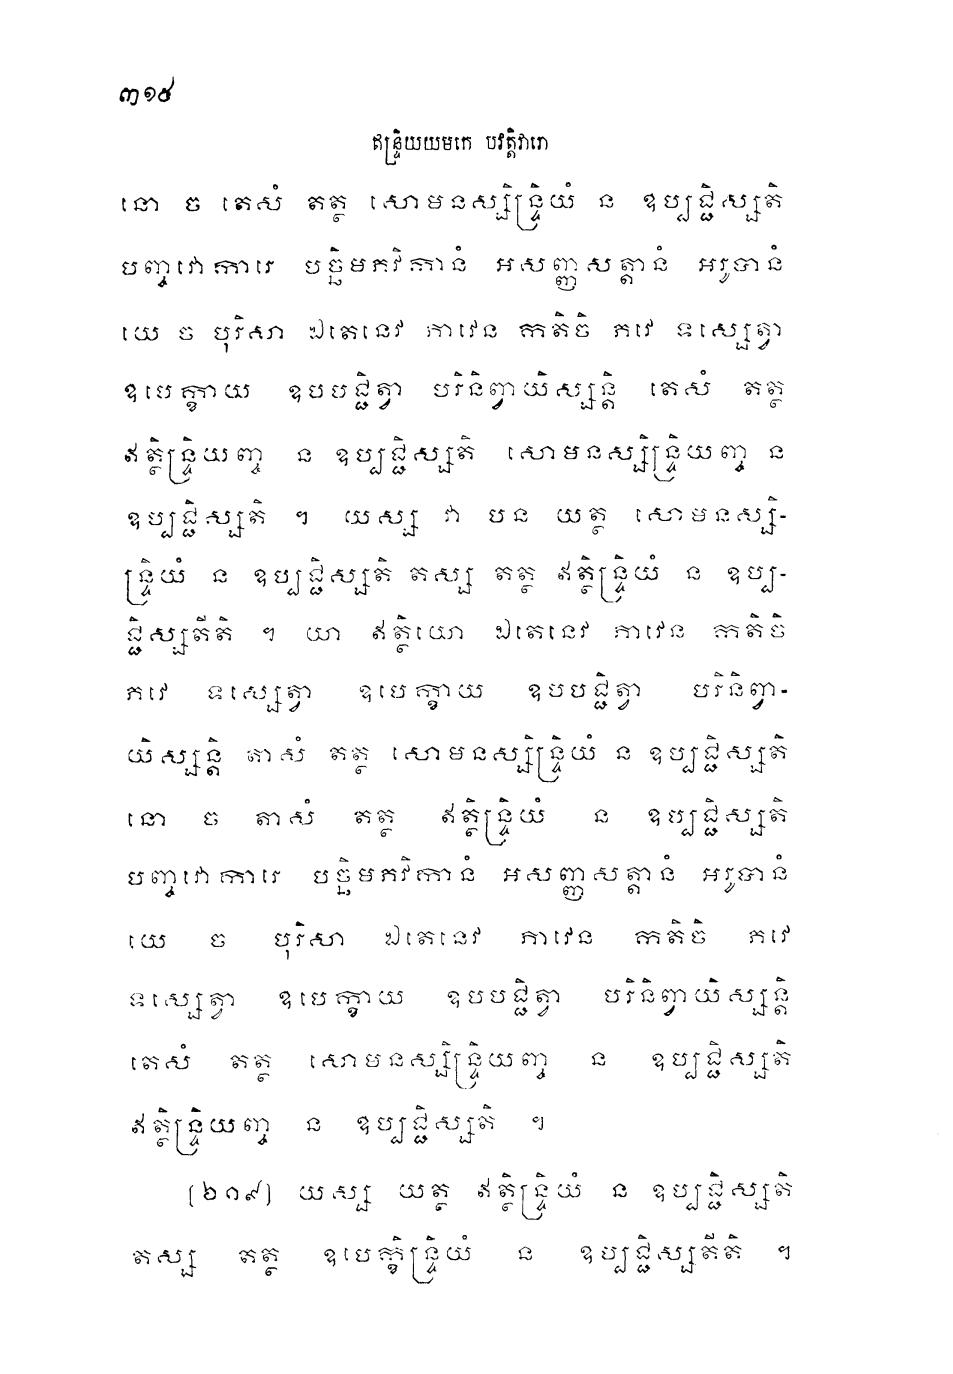 ៣១៥
ឥន្ទ្រិយយមកេ បវត្តិវារោ
នោ ច តេសំ តត្ថ សោមនស្សិន្ទ្រិយំ ន ឧប្បជ្ជិស្សតិ
បញ្ចវោការេ បច្ឆិមភវិកានំ អសញ្ញសត្តានំ អរូបានំ
យេ ច បុរិសា ឯតេនេវ ភាវេន កតិចិ ភវេ ទស្សេត្វា
ឧបេក្ខាយ ឧបបជ្ជិត្វា បរិនិព្វាយិស្សន្តិ តេសំ តត្ថ
ឥត្ថិន្ទ្រិយញ្ច ន ឧប្បជ្ជិស្សតិ សោមនស្សិន្ទ្រិយញ្ច ន
ឧប្បជ្ជិស្សតិ ។ យស្ស វា បន យត្ថ សោមនស្សិ-
ន្ទ្រិយំ ន ឧប្បជ្ជិស្សតិ តស្ស តត្ថ ឥត្ថិន្ទ្រិយំ ន ឧប្ប-
ជ្ជិស្សតីតិ ។ យា ឥត្ថិយោ ឯតេនេវ ភាវេន កតិចិ
ភវេ ទស្សេត្វា ឧបេក្ខាយ ឧបបជ្ជិត្វា បរិនិព្វា-
យិស្សន្តិ តាសំ តត្ថ សោមនស្សិន្ទ្រិយំ ន ឧប្បជ្ជិស្សតិ
នោ ច តាសំ តត្ថ ឥត្ថិន្ទ្រិយំ ន ឧប្បជ្ជិស្សតិ
បញ្ចវោការេ បច្ឆិមភវិកានំ អសញ្ញសត្តានំ អរូបានំ
យេ ច បុរិសា ឯតេនេវ ភាវេន កតិចិ ភវេ
ទស្សេត្វា ឧបេក្ខាយ ឧបបជ្ជិត្វា បរិនិព្វាយិស្សន្តិ
តេសំ តត្ថ សោមនស្សិន្ទ្រិយញ្ច ន ឧប្បជ្ជិស្សតិ
ឥត្ថិន្ទ្រិយញ្ច ន ឧប្បជ្ជិស្សតិ ។
(២១៩) យស្ស យត្ថ ឥត្ថិន្ទ្រិយំ ន ឧប្បជ្ជិស្សតិ
តស្ស តត្ថ ឧបេក្ខិន្ទ្រិយំ ន ឧប្បជ្ជិស្សតីតិ ។